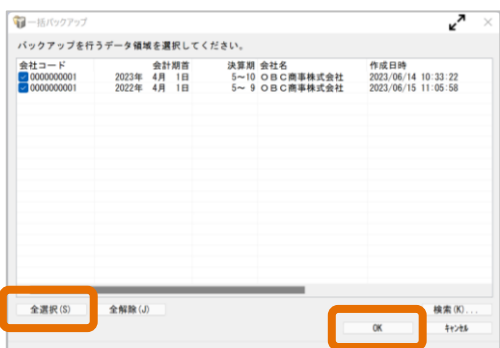 一括バックアップ
バックアップを行うデータ領域を選択してください。
会社コード 会計期首 決算期 会社名 作成日時
0000000001 2023年 4月 1日 5〜10 OBC商事株式会社 2023/06/14 10:33:22
0000000001 2022年 4月 1日 5〜 9 OBC商事株式会社 2023/06/15 11:05:58
全選択(S) 全解除(J) 検索(K)...
OK キャンセル